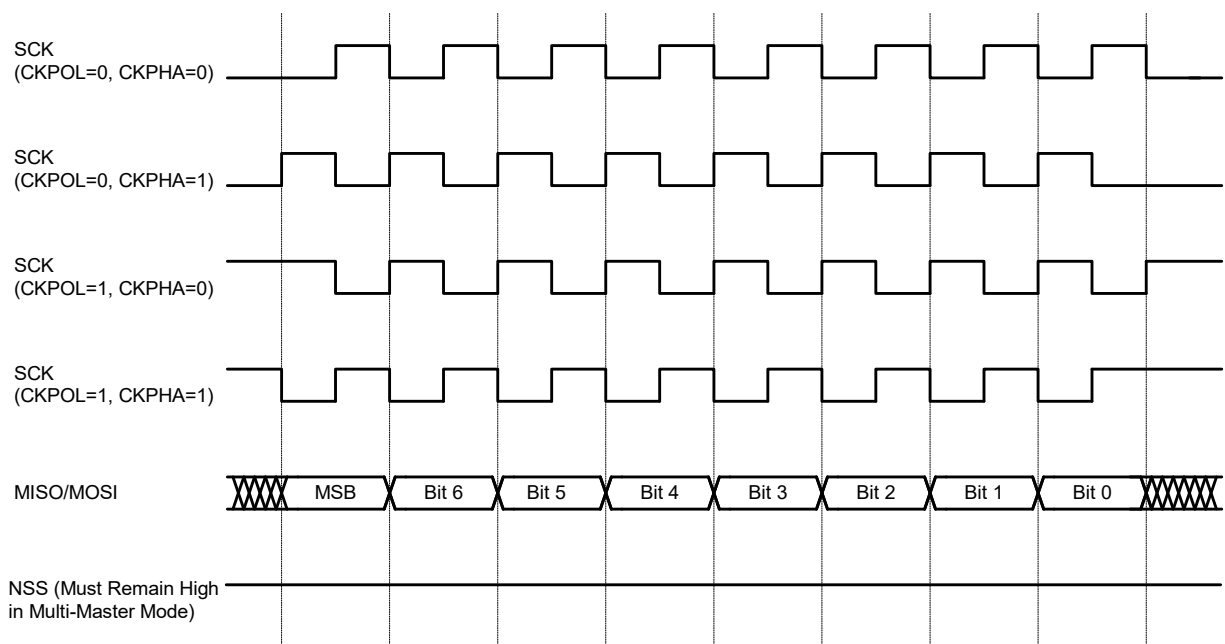 SCK
(CKPOL=0, CKPHA=0)
SCK
(CKPOL=0, CKPHA=1)
SCK
(CKPOL=1, CKPHA=0)
SCK
(CKPOL=1, CKPHA=1)
MISO/MOSI MSB Bit 6 Bit 5 Bit 4 Bit 3 Bit 2 Bit 1 Bit 0
NSS (Must Remain High
in Multi-Master Mode)